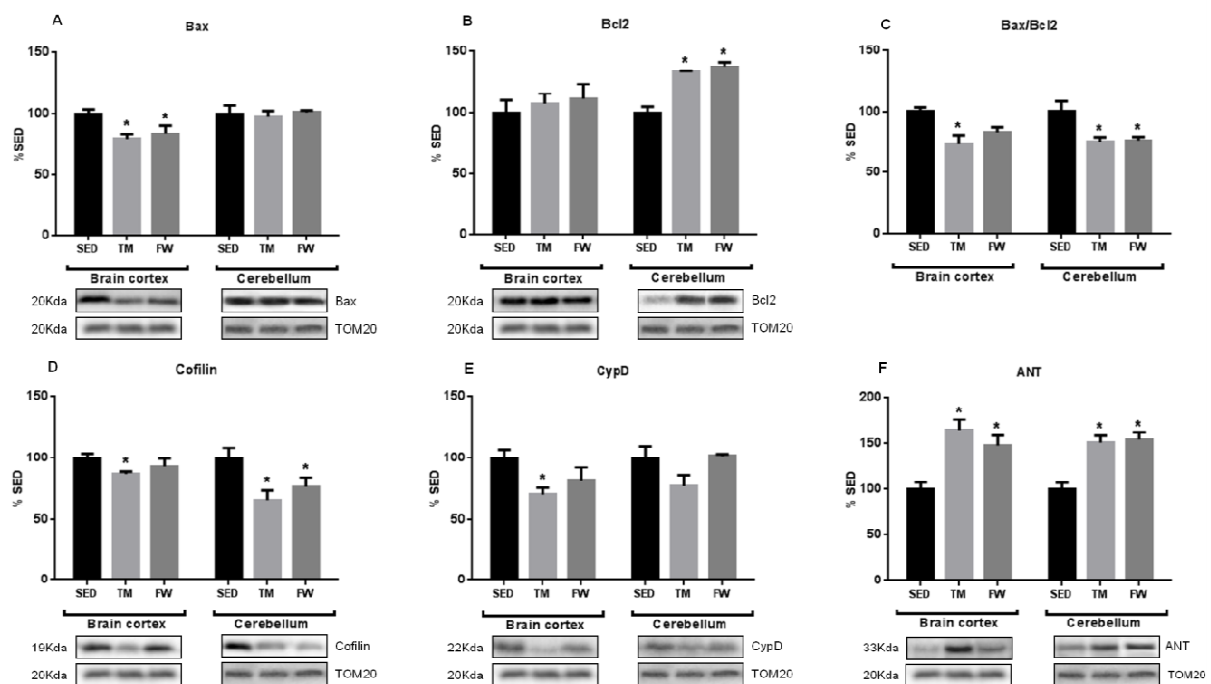 A
Bax
150
100
50
0
% SED
*
*
SED TM FW SED TM FW
Brain cortex Cerebellum
20Kda Bax
20Kda TOM20
B
Bcl2
150
100
50
0
% SED
*
*
SED TM FW SED TM FW
Brain cortex Cerebellum
20Kda Bcl2
20Kda TOM20
C
Bax/Bcl2
150
100
50
0
% SED
*
* *
SED TM FW SED TM FW
Brain cortex Cerebellum
D
Cofilin
150
100
50
0
% SED
*
*
*
SED TM FW SED TM FW
Brain cortex Cerebellum
19Kda Cofilin
20Kda TOM20
E
CypD
150
100
50
0
% SED
*
SED TM FW SED TM FW
Brain cortex Cerebellum
22Kda CypD
20Kda TOM20
F
ANT
200
150
100
50
0
% SED
*
*
* *
SED TM FW SED TM FW
Brain cortex Cerebellum
33Kda ANT
20Kda TOM20